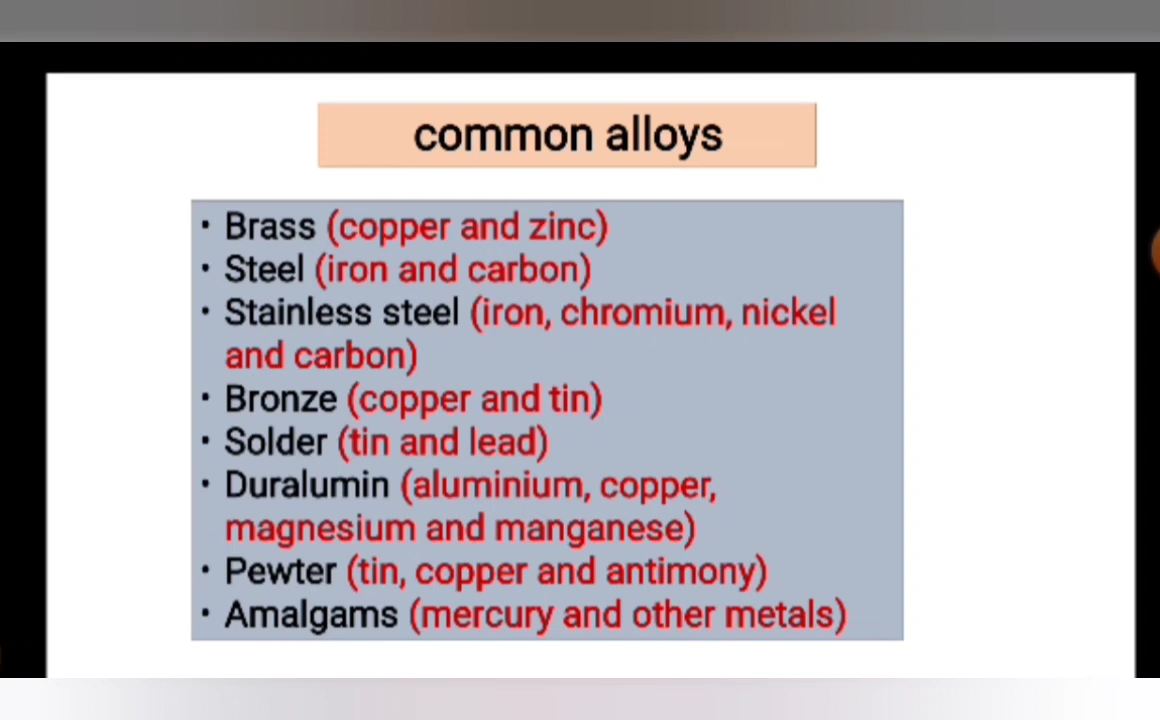 common alloys
• Brass (copper and zinc)
• Steel (iron and carbon)
• Stainless steel (iron, chromium, nickel
and carbon)
• Bronze (copper and tin)
• Solder (tin and lead)
• Duralumin (aluminium, copper,
magnesium and manganese)
• Pewter (tin, copper and antimony)
• Amalgams (mercury and other metals)